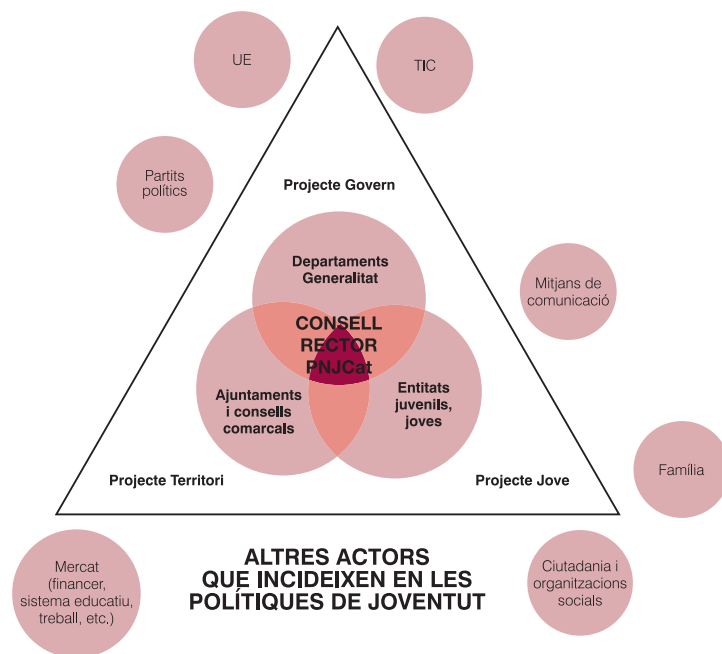 UE
TIC
Partits
polítics
Projecte Govern
Departaments
Generalitat
Mitjans de
comunicació
CONSELL
RECTOR
PNJCat
Ajuntaments
i consells
comarcals
Entitats
juvenils,
joves
Projecte Territori
Projecte Jove
Família
Mercat
(financer,
sistema educatiu,
treball, etc.)
ALTRES ACTORS
QUE INCIDEIXEN EN LES
POLÍTIQUES DE JOVENTUT
Ciutadania i
organitzacions
socials